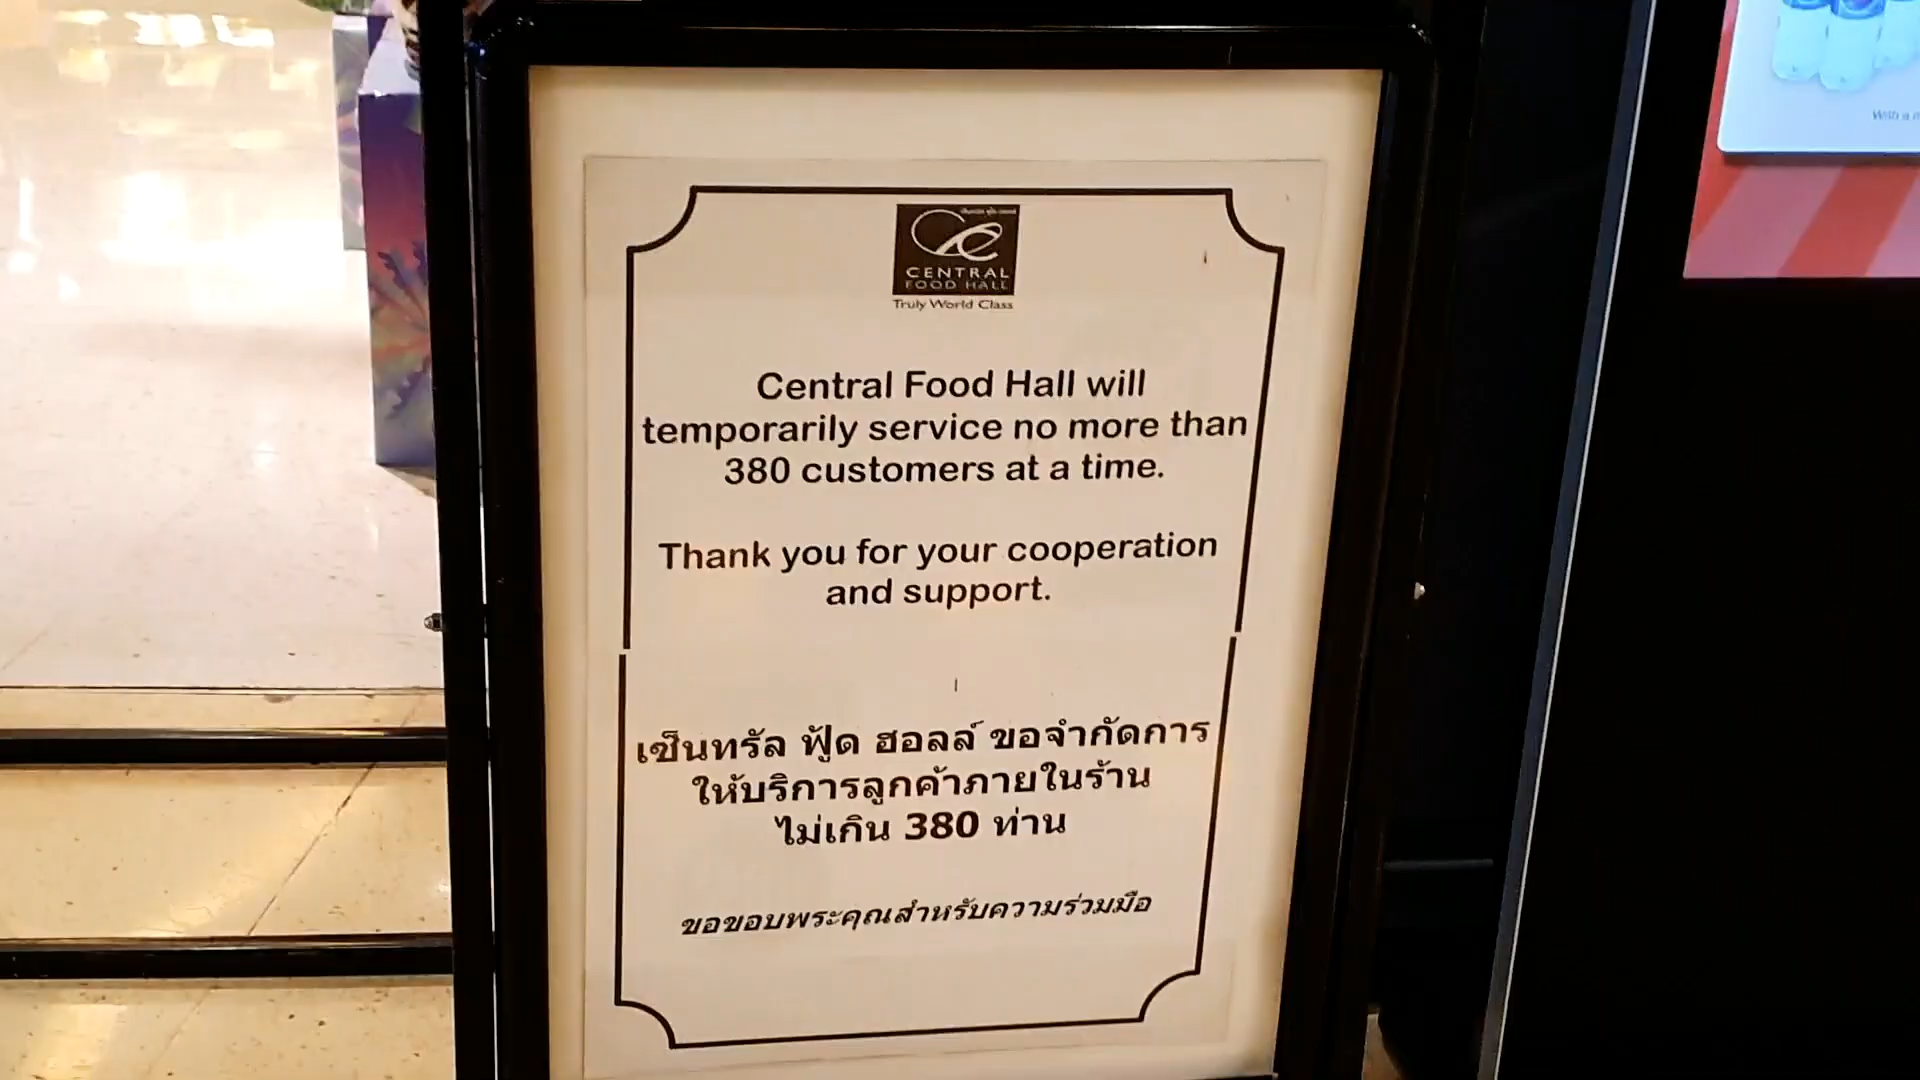 CENTRAL
FOOD HALL
Truly World Class
Central Food Hall will
temporarily service no more than
380 customers at a time.
Thank you for your cooperation
and support.
เซ็นทรัล ฟู้ด ฮอลล์ ขอจำกัดการ
ให้บริการลูกค้าภายในร้าน
ไม่เกิน 380 ท่าน
ขอขอบพระคุณสำหรับความร่วมมือ
With a